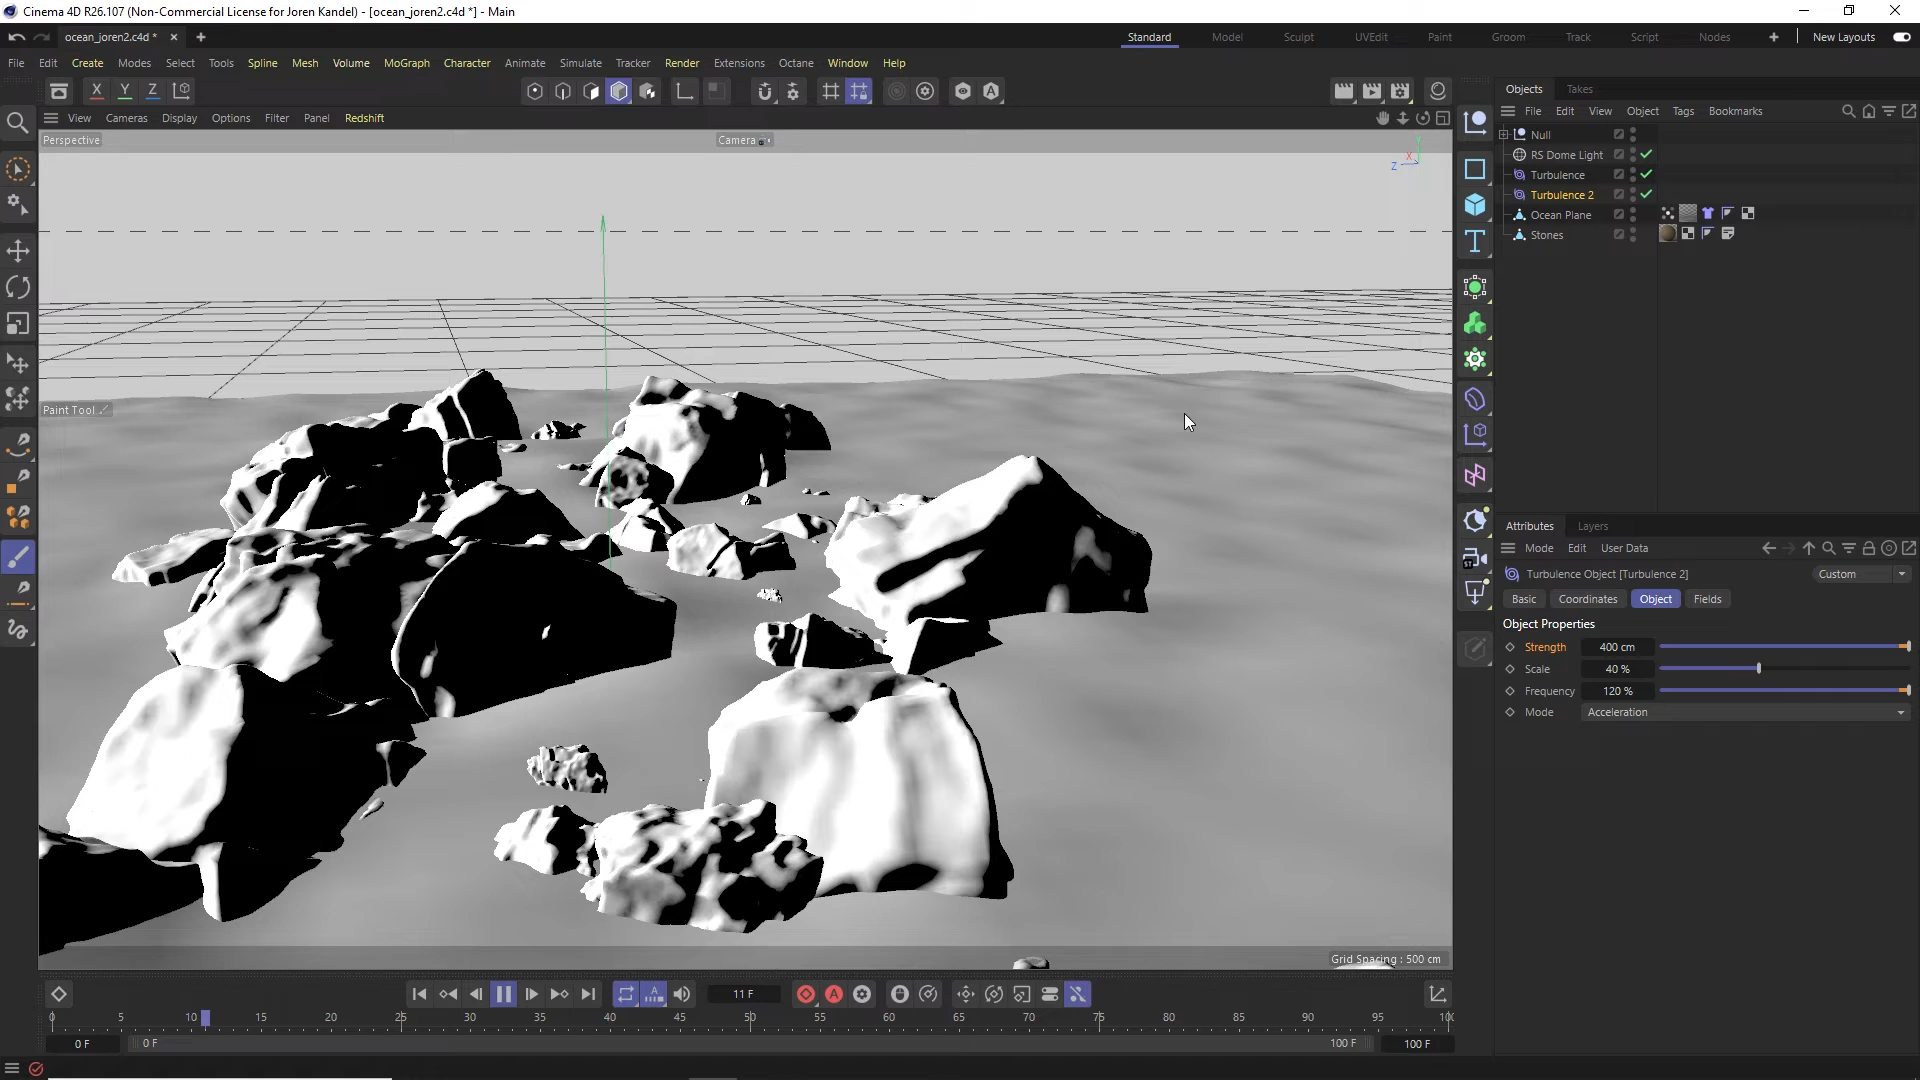 Cinema 4D R26.107 (Non-Commercial License for Joren Kandel) - [ocean_joren2.c4d *] - Main
ocean_joren2.c4d *
Standard Model Sculpt UVEdit Paint Groom Track Script Nodes New Layouts
File Edit Create Modes Select Tools Spline Mesh Volume MoGraph Character Animate Simulate Tracker Render Extensions Octane Window Help
X Y Z
View Cameras Display Options Filter Panel Redshift
Perspective
Camera
Y
X
Z
Paint Tool
Grid Spacing : 500 cm
Objects Takes
File Edit View Object Tags Bookmarks
Null
RS Dome Light
Turbulence
Turbulence 2
Ocean Plane
Stones
Attributes Layers
Mode Edit User Data
Turbulence Object [Turbulence 2] Custom
Basic Coordinates Object Fields
Object Properties
Strength 400 cm
Scale 40 %
Frequency 120 %
Mode Acceleration
11 F
0 5 10 15 20 25 30 35 40 45 50 55 60 65 70 75 80 85 90 95 100
0 F 0 F 100 F 100 F